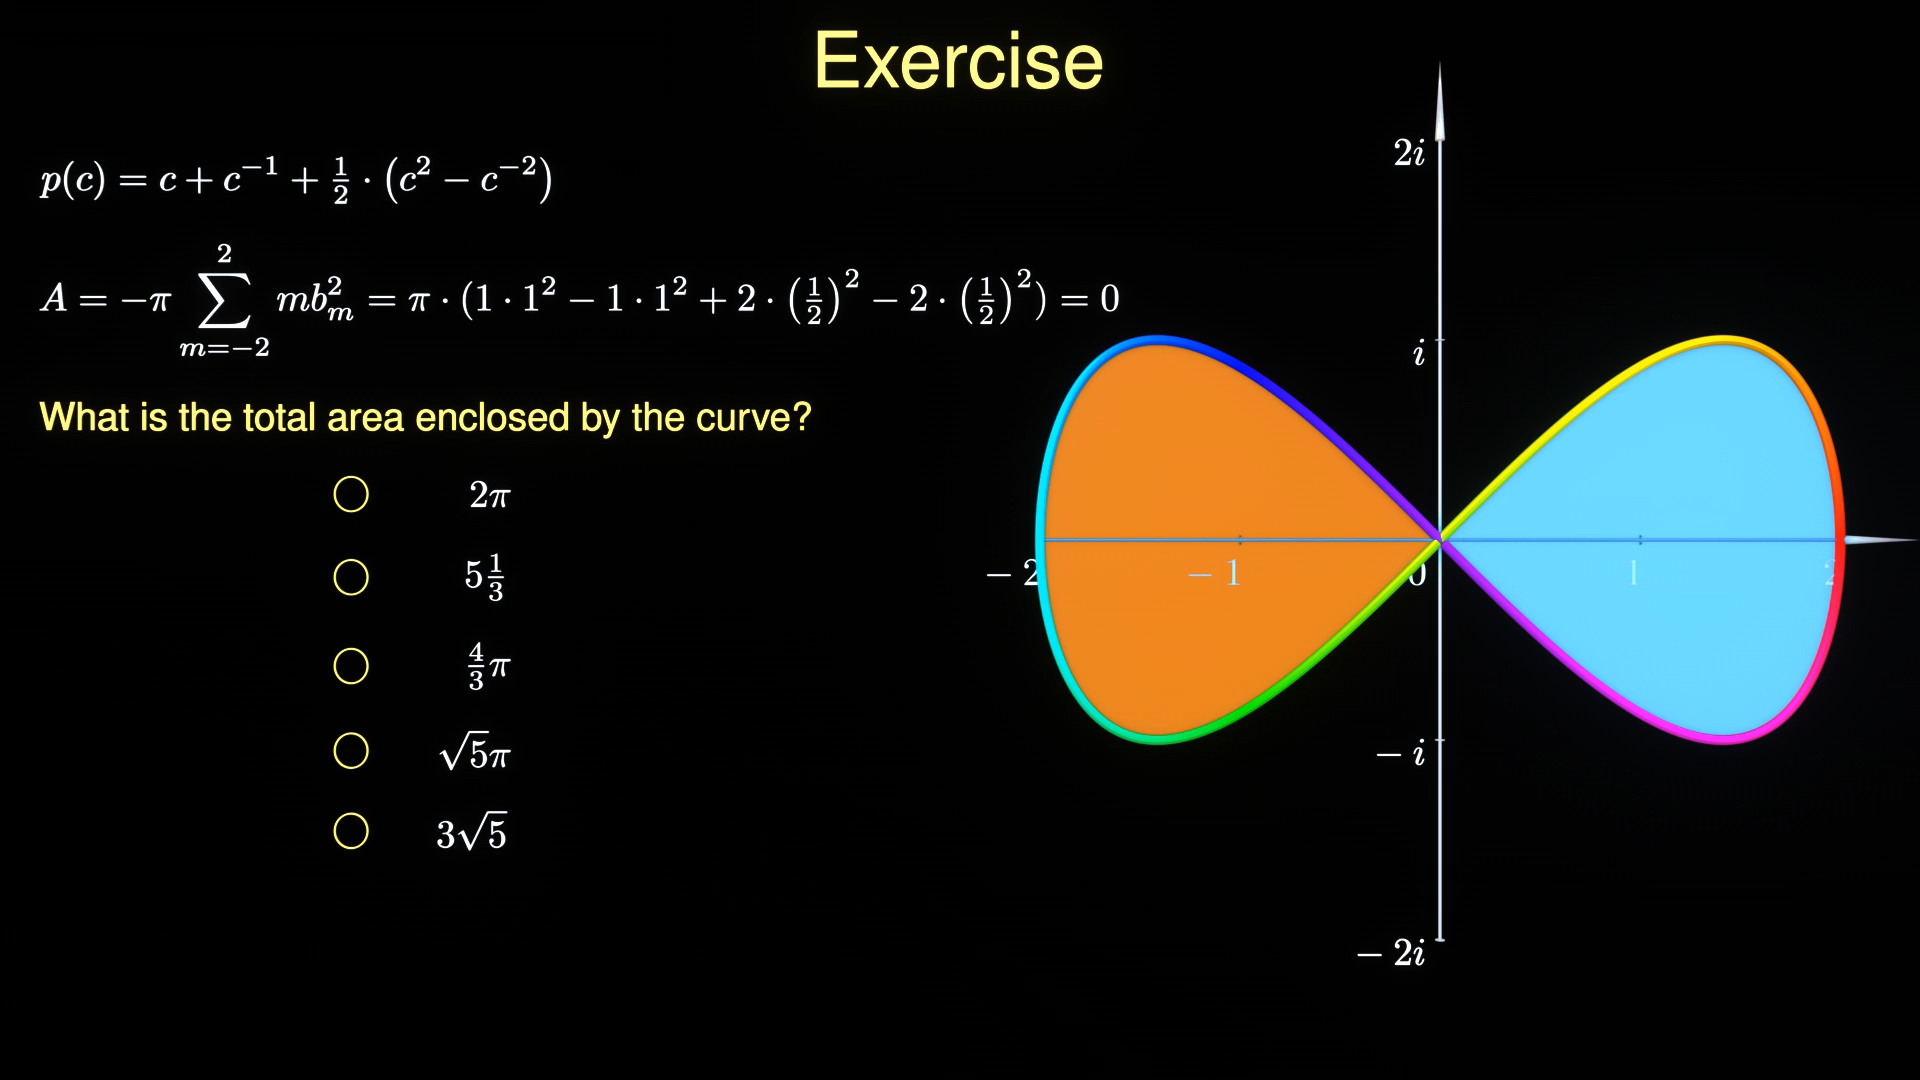 Exercise
p(c) = c + c⁻¹ + 1/2 · (c² − c⁻²)
A = −π ∑_{m=−2}^{2} m b_m² = π · (1 · 1² − 1 · 1² + 2 · (1/2)² − 2 · (1/2)²) = 0
What is the total area enclosed by the curve?
2π
5 1/3
4/3 π
√5π
3√5
2i
i
− 2
− 1
0
1
2
− i
− 2i